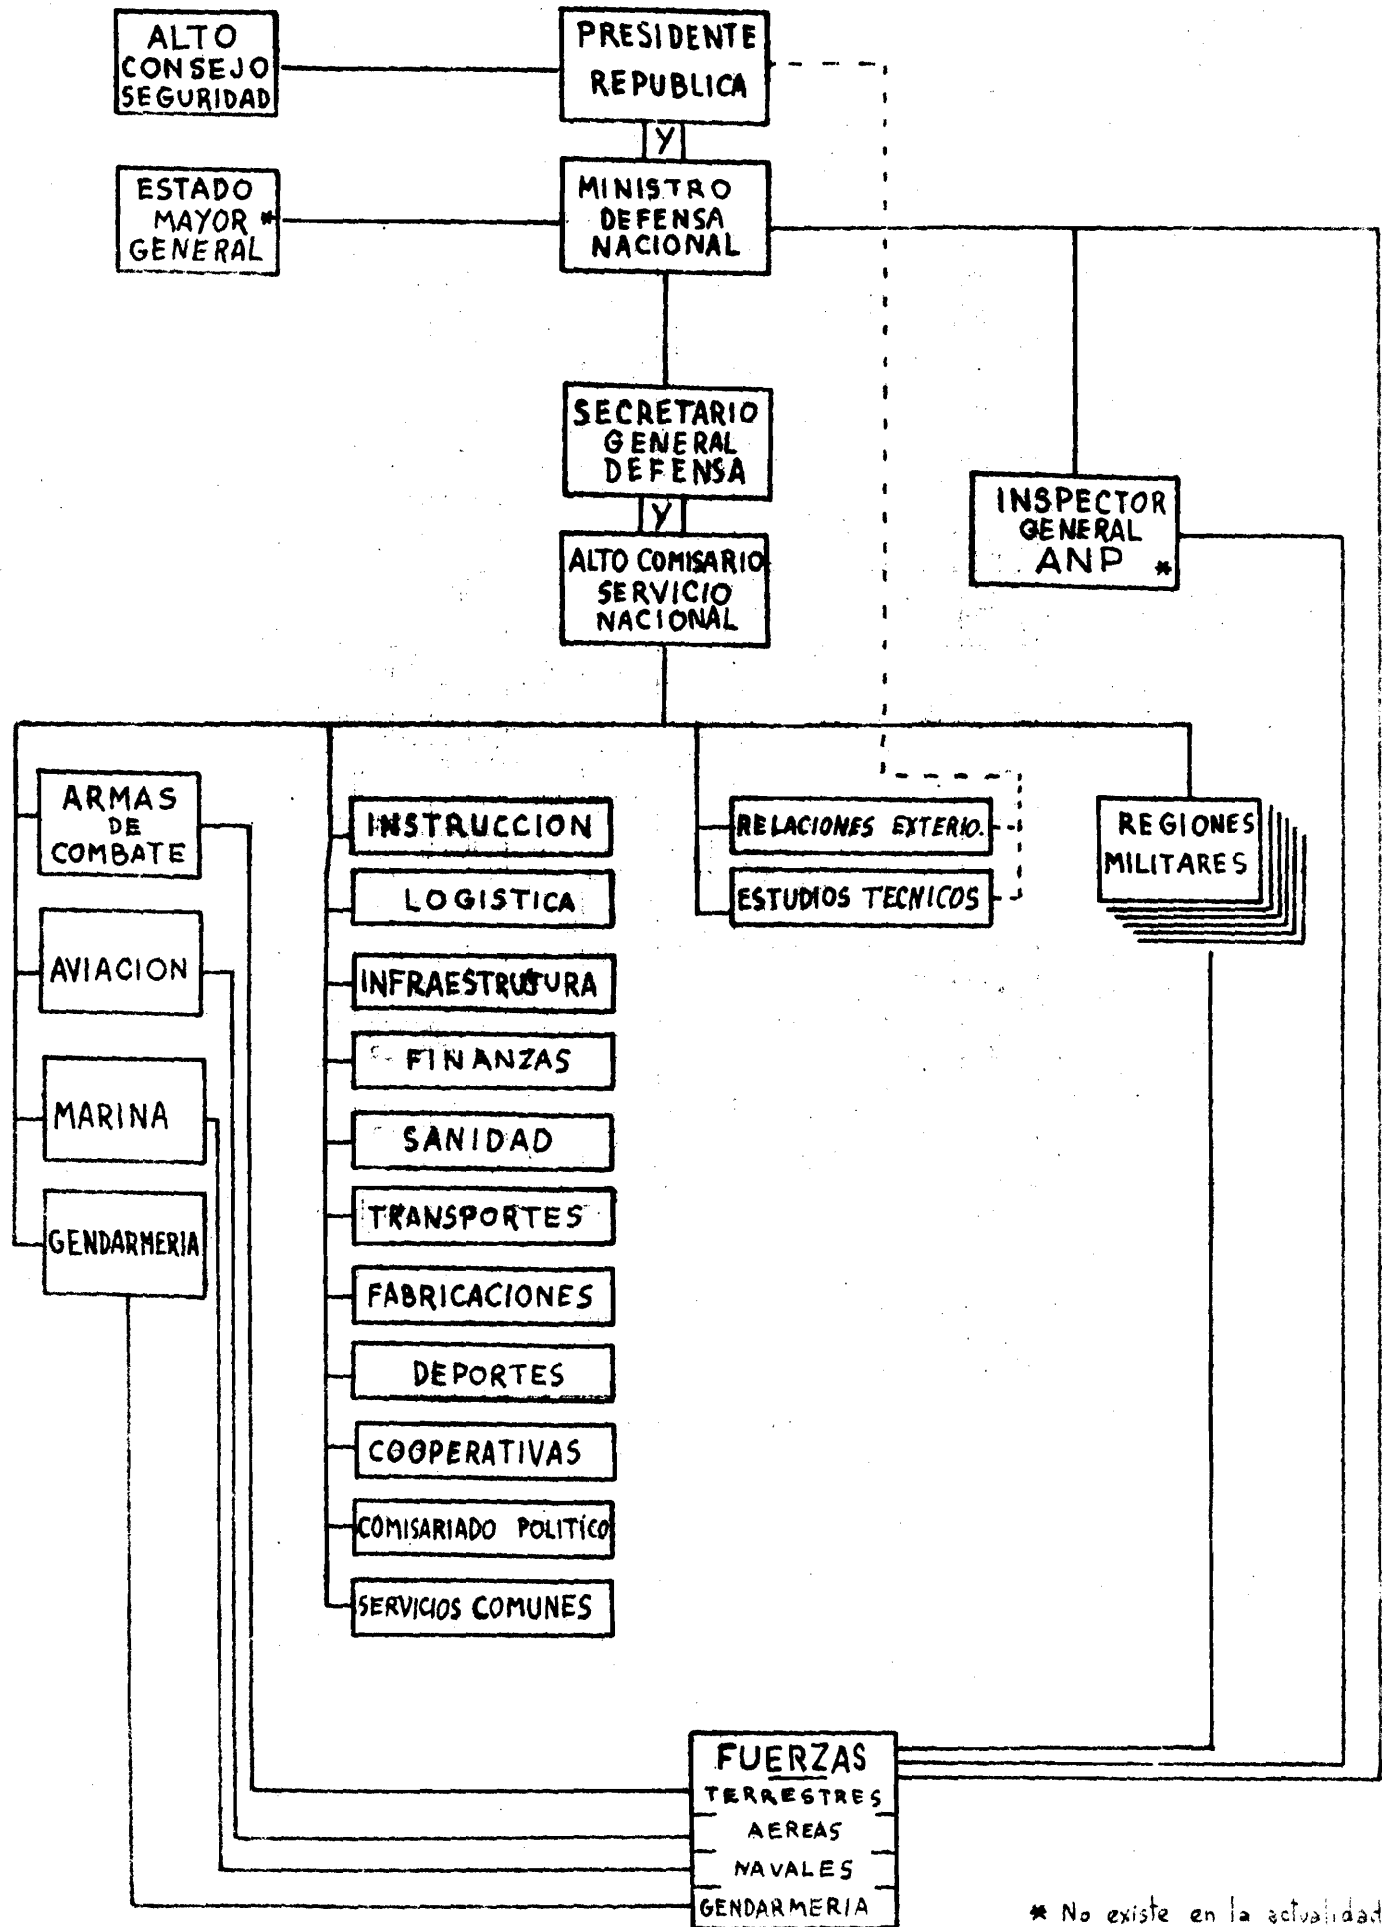 ALTO
CONSEJO
SEGURIDAD
PRESIDENTE
REPUBLICA
Y
ESTADO
MAYOR *
GENERAL
MINISTRO
DEFENSA
NACIONAL
SECRETARIO
GENERAL
DEFENSA
Y
ALTO COMISARIO
SERVICIO
NACIONAL
INSPECTOR
GENERAL
ANP *
ARMAS
DE
COMBATE
AVIACION
MARINA
GENDARMERIA
INSTRUCCION
LOGISTICA
INFRAESTRUTURA
FINANZAS
SANIDAD
TRANSPORTES
FABRICACIONES
DEPORTES
COOPERATIVAS
COMISARIADO POLITÍCO
SERVICIOS COMUNES
RELACIONES EXTERIO.
ESTUDIOS TECNICOS
REGIONES
MILITARES
FUERZAS
TERRESTRES
AEREAS
NAVALES
GENDARMERIA
* No existe en la actualidad